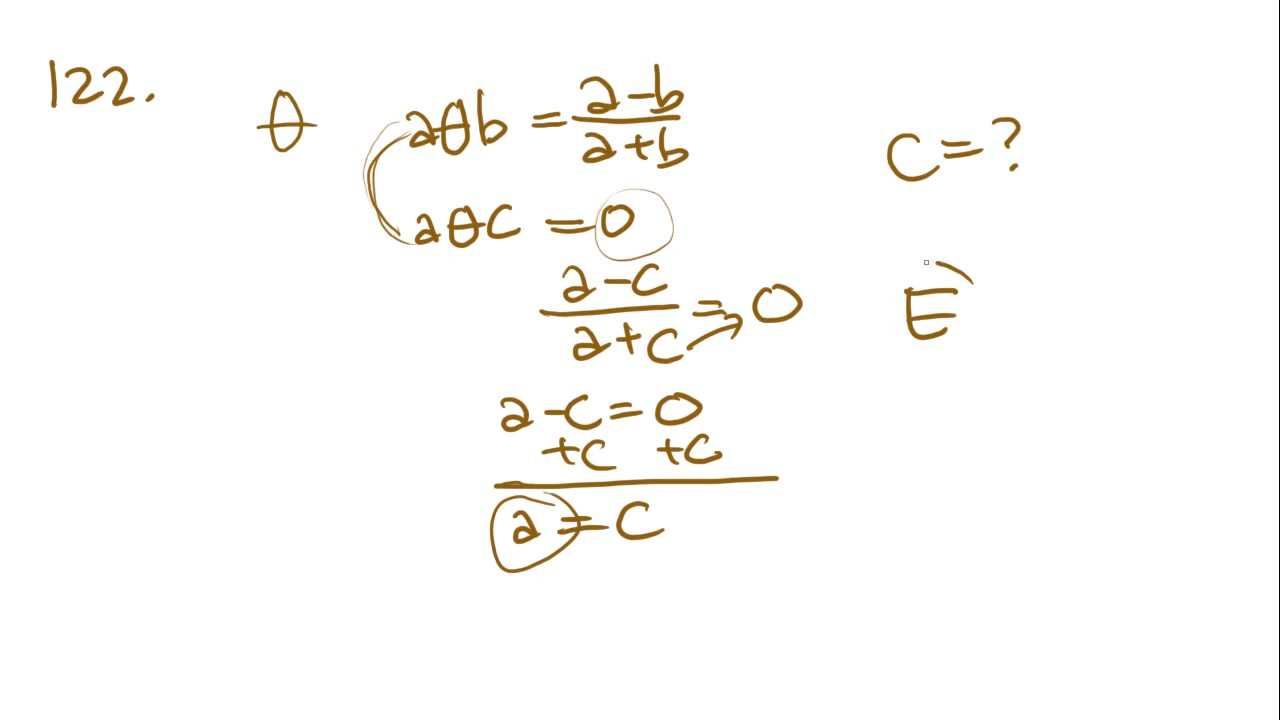 122.
θ aθb = a-b / a+b
c = ?
aθc = 0
a-c / a+c = 0
E
a-c = 0
+c +c
a = c